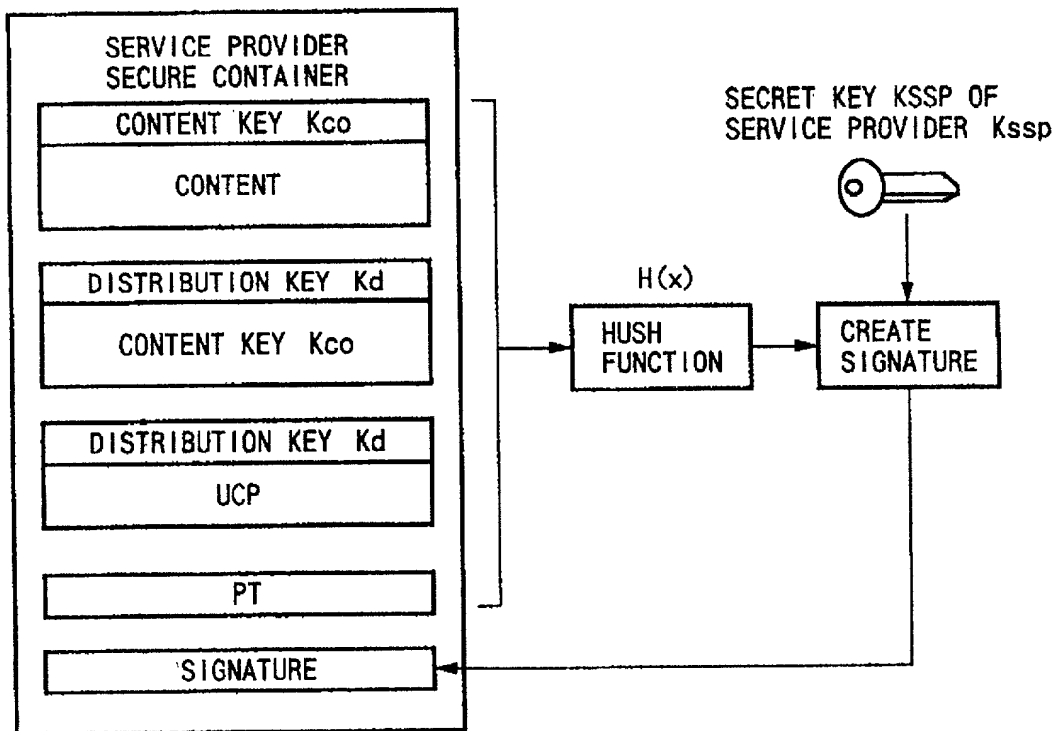 SERVICE PROVIDER
SECURE CONTAINER
CONTENT KEY Kco
CONTENT
DISTRIBUTION KEY Kd
CONTENT KEY Kco
DISTRIBUTION KEY Kd
UCP
PT
SIGNATURE
H(x)
HUSH
FUNCTION
SECRET KEY KSSP OF
SERVICE PROVIDER Kssp
CREATE
SIGNATURE